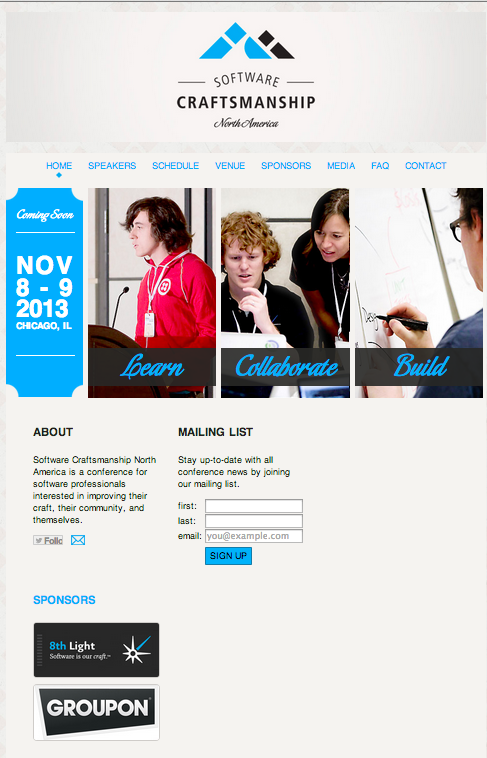 SOFTWARE
CRAFTSMANSHIP
North America
HOME SPEAKERS SCHEDULE VENUE SPONSORS MEDIA FAQ CONTACT
Coming Soon
NOV
8 - 9
2013
CHICAGO, IL
Learn
Collaborate
Build
ABOUT
Software Craftsmanship North
America is a conference for
software professionals
interested in improving their
craft, their community, and
themselves.
Follo
MAILING LIST
Stay up-to-date with all
conference news by joining
our mailing list.
first:
last:
email: you@example.com
SIGN UP
SPONSORS
8th Light
Software is our craft.™
GROUPON